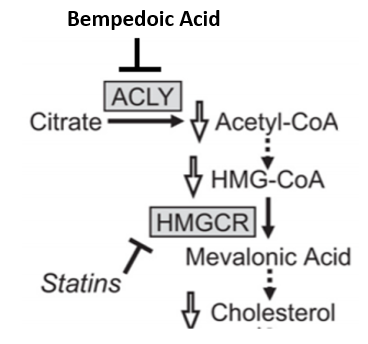 Bempedoic Acid
ACLY
Citrate Acetyl-CoA
HMG-CoA
HMGCR
Mevalonic Acid
Statins
Cholesterol